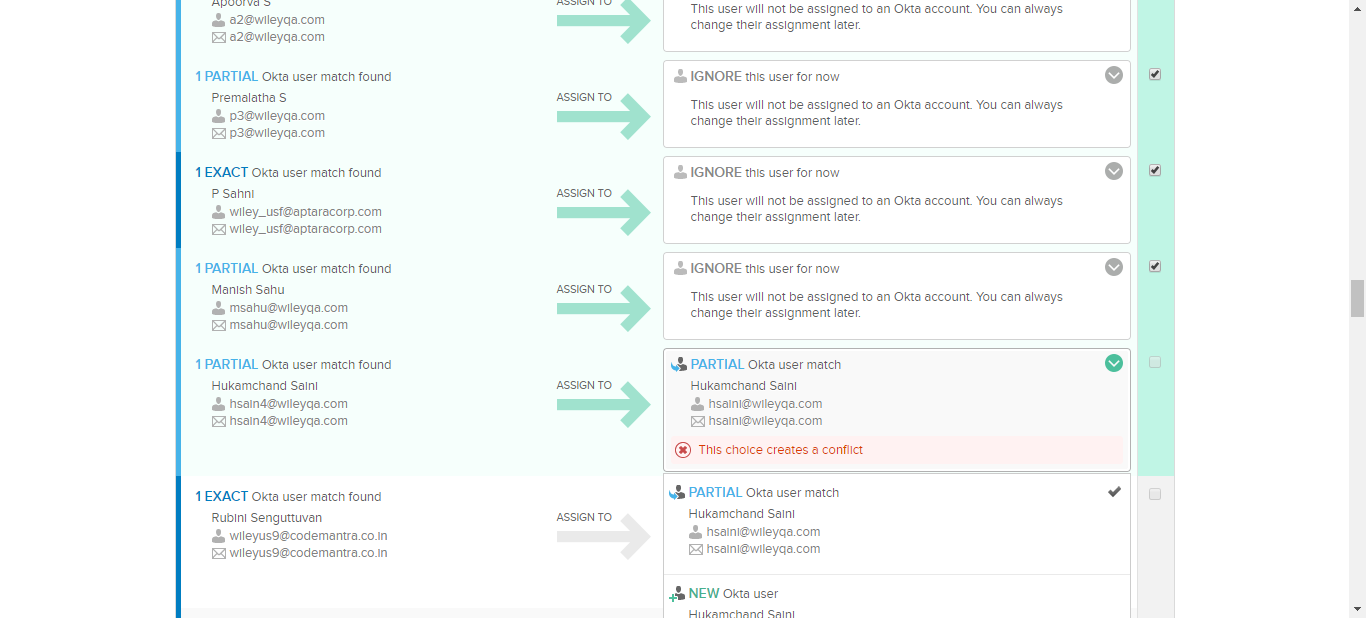 Apoorva S
a2@wileyqa.com
a2@wileyqa.com
ASSIGN TO
This user will not be assigned to an Okta account. You can always
change their assignment later.
1 PARTIAL Okta user match found
Premalatha S
p3@wileyqa.com
p3@wileyqa.com
ASSIGN TO
IGNORE this user for now
This user will not be assigned to an Okta account. You can always
change their assignment later.
1 EXACT Okta user match found
P Sahni
wiley_usf@aptaracorp.com
wiley_usf@aptaracorp.com
ASSIGN TO
IGNORE this user for now
This user will not be assigned to an Okta account. You can always
change their assignment later.
1 PARTIAL Okta user match found
Manish Sahu
msahu@wileyqa.com
msahu@wileyqa.com
ASSIGN TO
IGNORE this user for now
This user will not be assigned to an Okta account. You can always
change their assignment later.
1 PARTIAL Okta user match found
Hukamchand Saini
hsain4@wileyqa.com
hsain4@wileyqa.com
ASSIGN TO
PARTIAL Okta user match
Hukamchand Saini
hsaini@wileyqa.com
hsaini@wileyqa.com
This choice creates a conflict
1 EXACT Okta user match found
Rubini Senguttuvan
wileyus9@codemantra.co.in
wileyus9@codemantra.co.in
ASSIGN TO
PARTIAL Okta user match
Hukamchand Saini
hsaini@wileyqa.com
hsaini@wileyqa.com
NEW Okta user
Hukamchand Saini